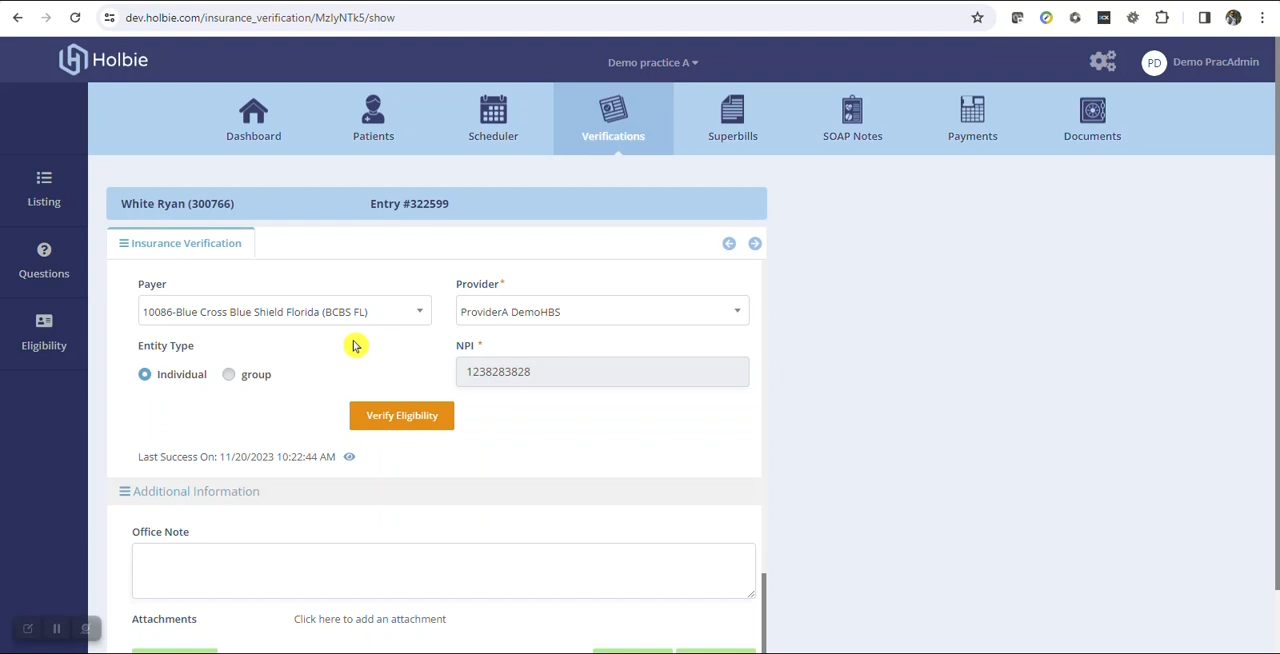 dev.holbie.com/insurance_verification/MzIyNTk5/show
Holbie
Demo practice A
PD
Demo PracAdmin
Dashboard
Patients
Scheduler
Verifications
Superbills
SOAP Notes
Payments
Documents
Listing
Questions
Eligibility
White Ryan (300766) Entry #322599
Insurance Verification
Payer
Provider*
10086-Blue Cross Blue Shield Florida (BCBS FL)
ProviderA DemoHBS
Entity Type
NPI *
Individual group
1238283828
Verify Eligibility
Last Success On: 11/20/2023 10:22:44 AM
Additional Information
Office Note
Attachments
Click here to add an attachment